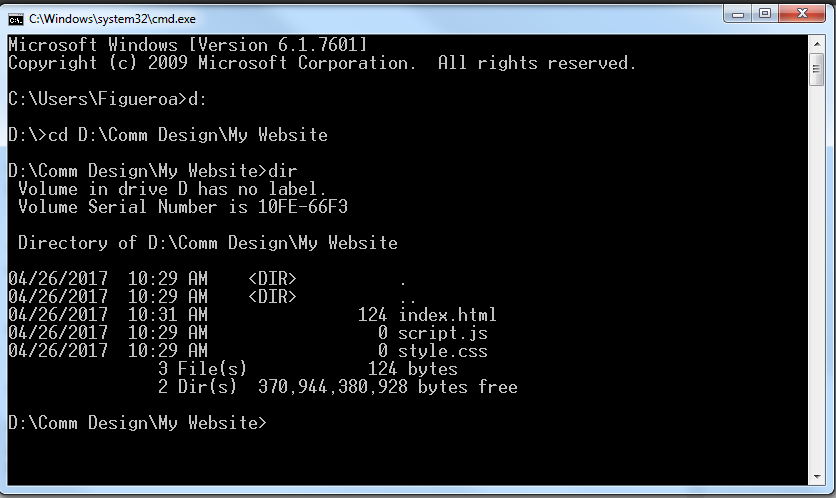 C:\Windows\system32\cmd.exe
Microsoft Windows [Version 6.1.7601]
Copyright (c) 2009 Microsoft Corporation.  All rights reserved.
C:\Users\Figueroa>d:
D:\>cd D:\Comm Design\My Website
D:\Comm Design\My Website>dir
 Volume in drive D has no label.
 Volume Serial Number is 10FE-66F3
 Directory of D:\Comm Design\My Website
04/26/2017  10:29 AM    <DIR>          .
04/26/2017  10:29 AM    <DIR>          ..
04/26/2017  10:31 AM               124 index.html
04/26/2017  10:29 AM                 0 script.js
04/26/2017  10:29 AM                 0 style.css
               3 File(s)            124 bytes
               2 Dir(s)  370,944,380,928 bytes free
D:\Comm Design\My Website>